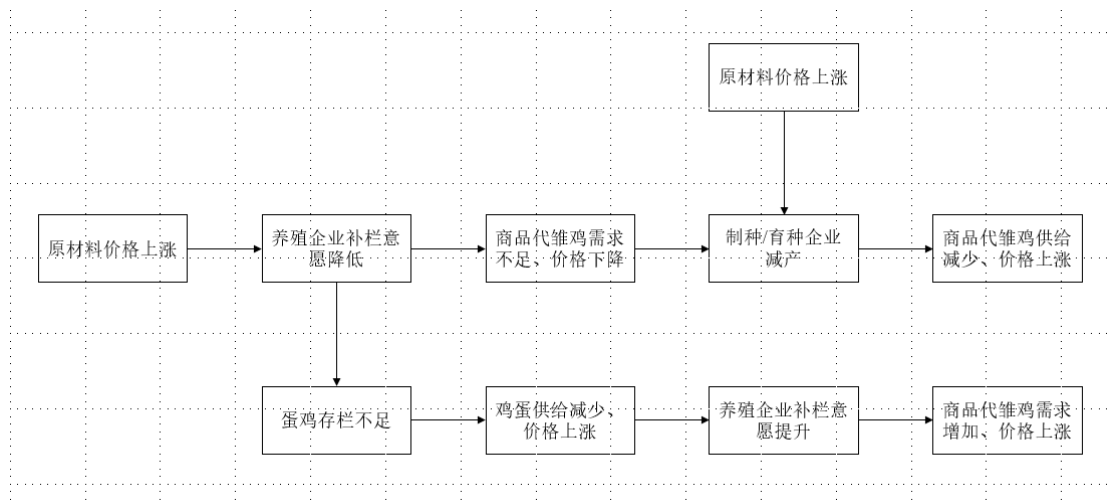 原材料价格上涨
原材料价格上涨
养殖企业补栏意
愿降低
商品代雏鸡需求
不足、价格下降
制种/育种企业
减产
商品代雏鸡供给
减少、价格上涨
蛋鸡存栏不足
鸡蛋供给减少、
价格上涨
养殖企业补栏意
愿提升
商品代雏鸡需求
增加、价格上涨